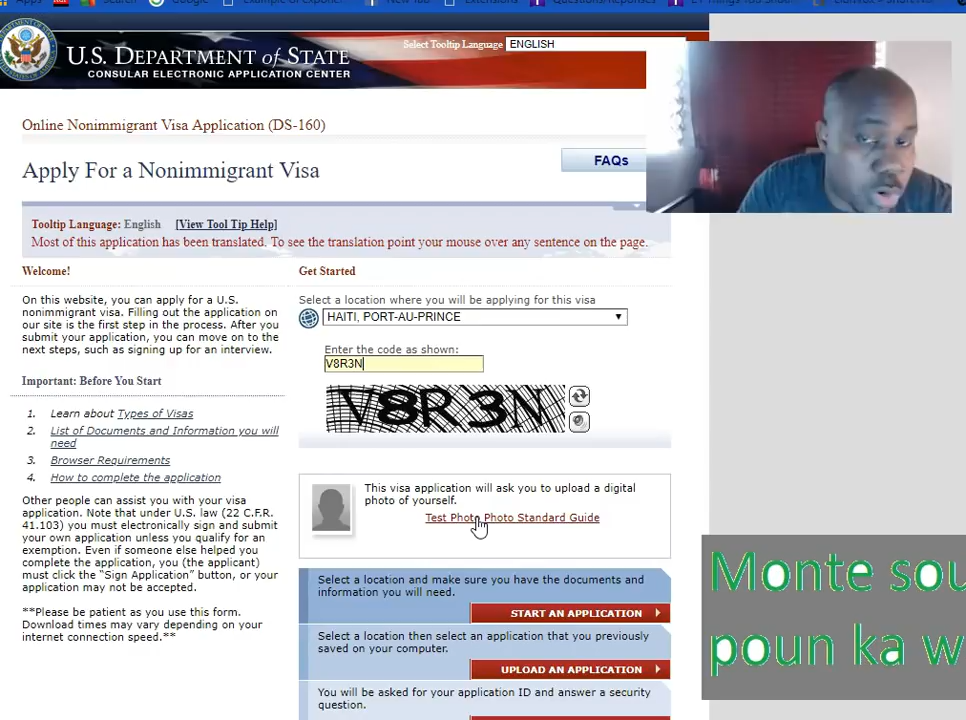 Apps
Search
Google
New Tab
Select Tooltip Language ENGLISH
U.S. DEPARTMENT of STATE
CONSULAR ELECTRONIC APPLICATION CENTER
Online Nonimmigrant Visa Application (DS-160)
Apply For a Nonimmigrant Visa
FAQs
Tooltip Language: English [View Tool Tip Help]
Most of this application has been translated. To see the translation point your mouse over any sentence on the page.
Welcome!
On this website, you can apply for a U.S.
nonimmigrant visa. Filling out the application on
our site is the first step in the process. After you
submit your application, you can move on to the
next steps, such as signing up for an interview.
Important: Before You Start
1. Learn about Types of Visas
2. List of Documents and Information you will
need
3. Browser Requirements
4. How to complete the application
Other people can assist you with your visa
application. Note that under U.S. law (22 C.F.R.
41.103) you must electronically sign and submit
your own application unless you qualify for an
exemption. Even if someone else helped you
complete the application, you (the applicant)
must click the “Sign Application” button, or your
application may not be accepted.
**Please be patient as you use this form.
Download times may vary depending on your
internet connection speed.**
Get Started
Select a location where you will be applying for this visa
HAITI, PORT-AU-PRINCE
Enter the code as shown:
V8R3N
V8R3N
This visa application will ask you to upload a digital
photo of yourself.
Test Photo Photo Standard Guide
Select a location and make sure you have the documents and
information you will need.
START AN APPLICATION
Select a location then select an application that you previously
saved on your computer.
UPLOAD AN APPLICATION
You will be asked for your application ID and answer a security
question.
Monte sou
poun ka w